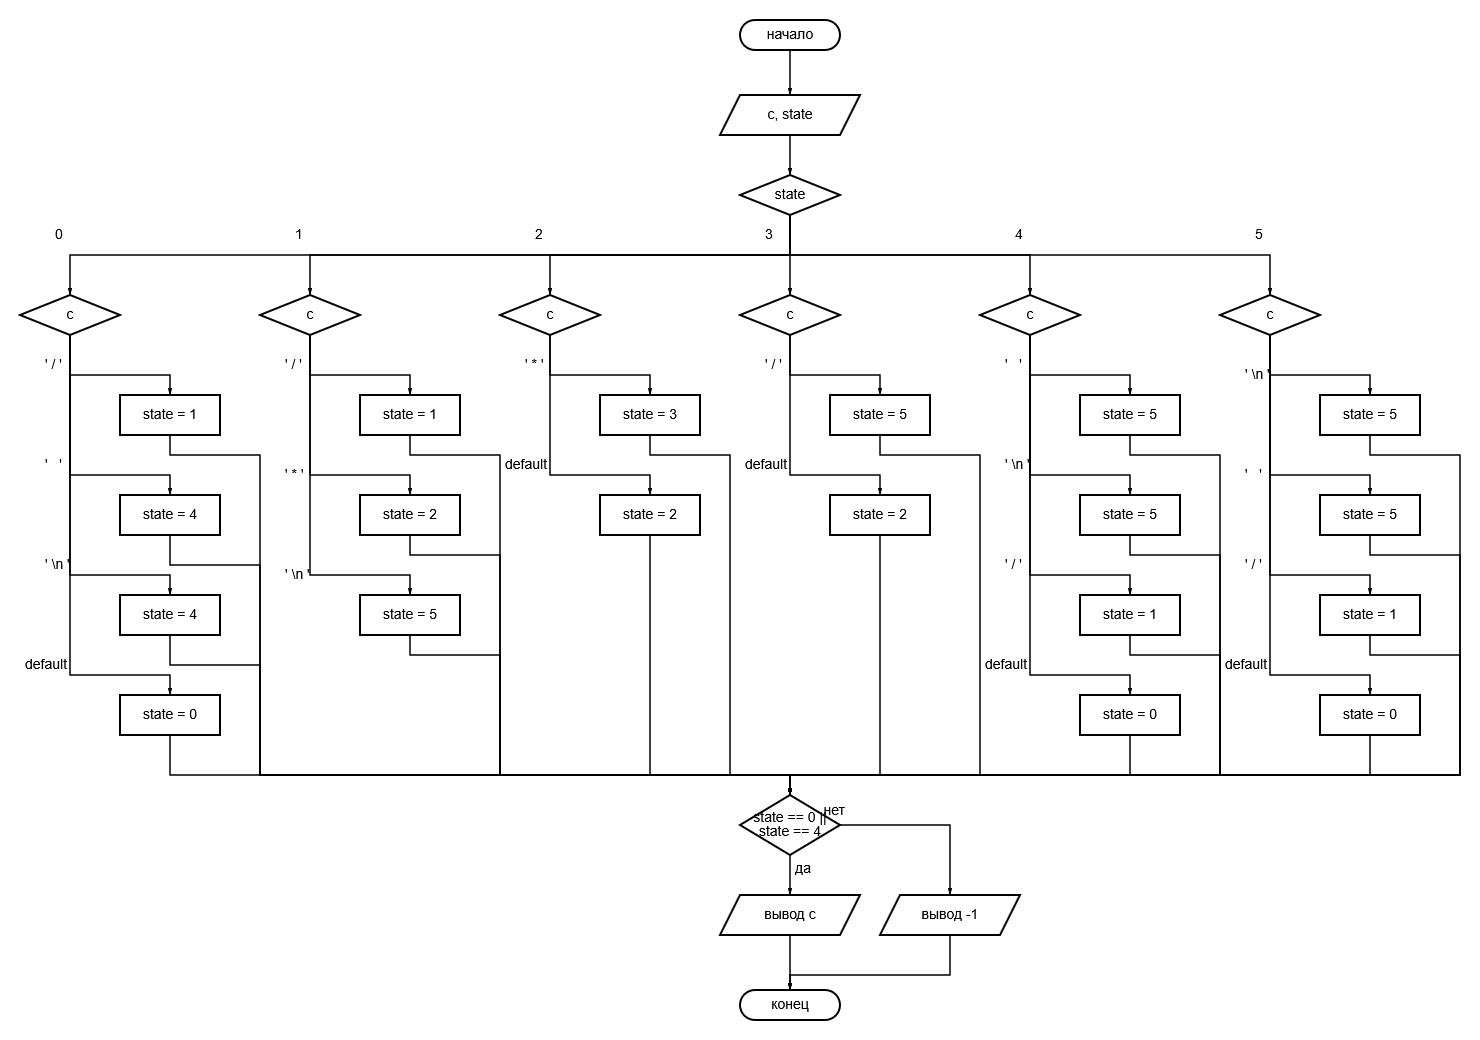 начало
c, state
state
0
1
2
3
4
5
c
c
c
c
c
c
' / '
' / '
' * '
' / '
'   '
' \n '
state = 1
state = 1
state = 3
state = 5
state = 5
state = 5
'   '
' * '
default
default
' \n '
'   '
state = 4
state = 2
state = 2
state = 2
state = 5
state = 5
' \n '
' \n '
' / '
' / '
state = 4
state = 5
state = 1
state = 1
default
default
default
state = 0
state = 0
state = 0
state == 0 ||
state == 4
нет
да
вывод c
вывод -1
конец